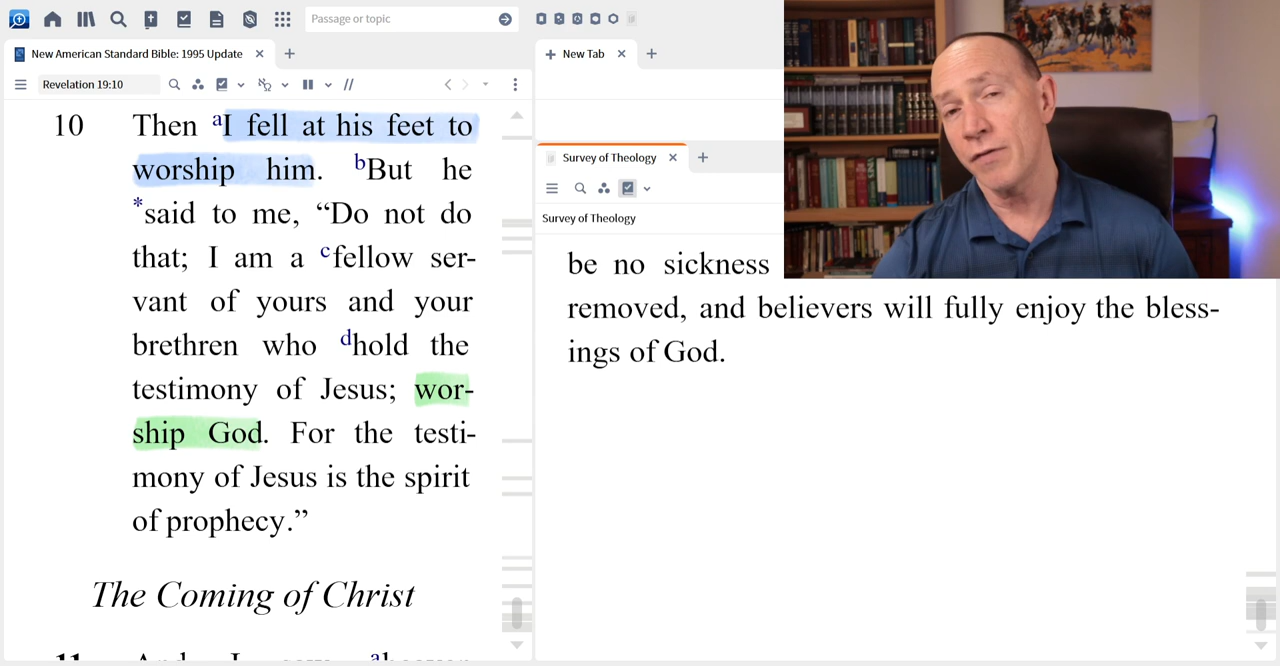 Passage or topic
New American Standard Bible: 1995 Update
New Tab
Revelation 19:10
10 Then aI fell at his feet to
worship him. bBut he
*said to me, “Do not do
that; I am a cfellow ser-
vant of yours and your
brethren who dhold the
testimony of Jesus; wor-
ship God. For the testi-
mony of Jesus is the spirit
of prophecy.”
The Coming of Christ
Survey of Theology
Survey of Theology
be no sickness
removed, and believers will fully enjoy the bless-
ings of God.